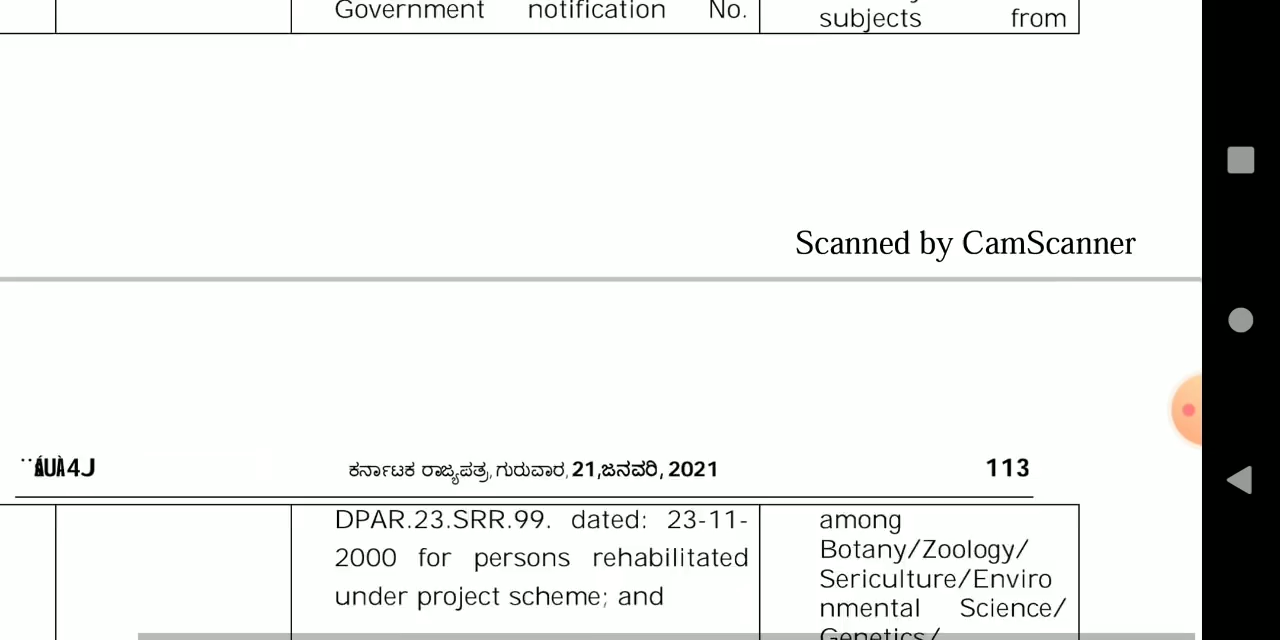 Government notification No.
subjects from
Scanned by CamScanner
ಕರ್ನಾಟಕ ರಾಜ್ಯಪತ್ರ, ಗುರುವಾರ, 21,ಜನವರಿ, 2021
113
DPAR.23.SRR.99. dated: 23-11-
2000 for persons rehabilitated
under project scheme; and
among
Botany/Zoology/
Sericulture/Enviro
nmental Science/
Genetics/